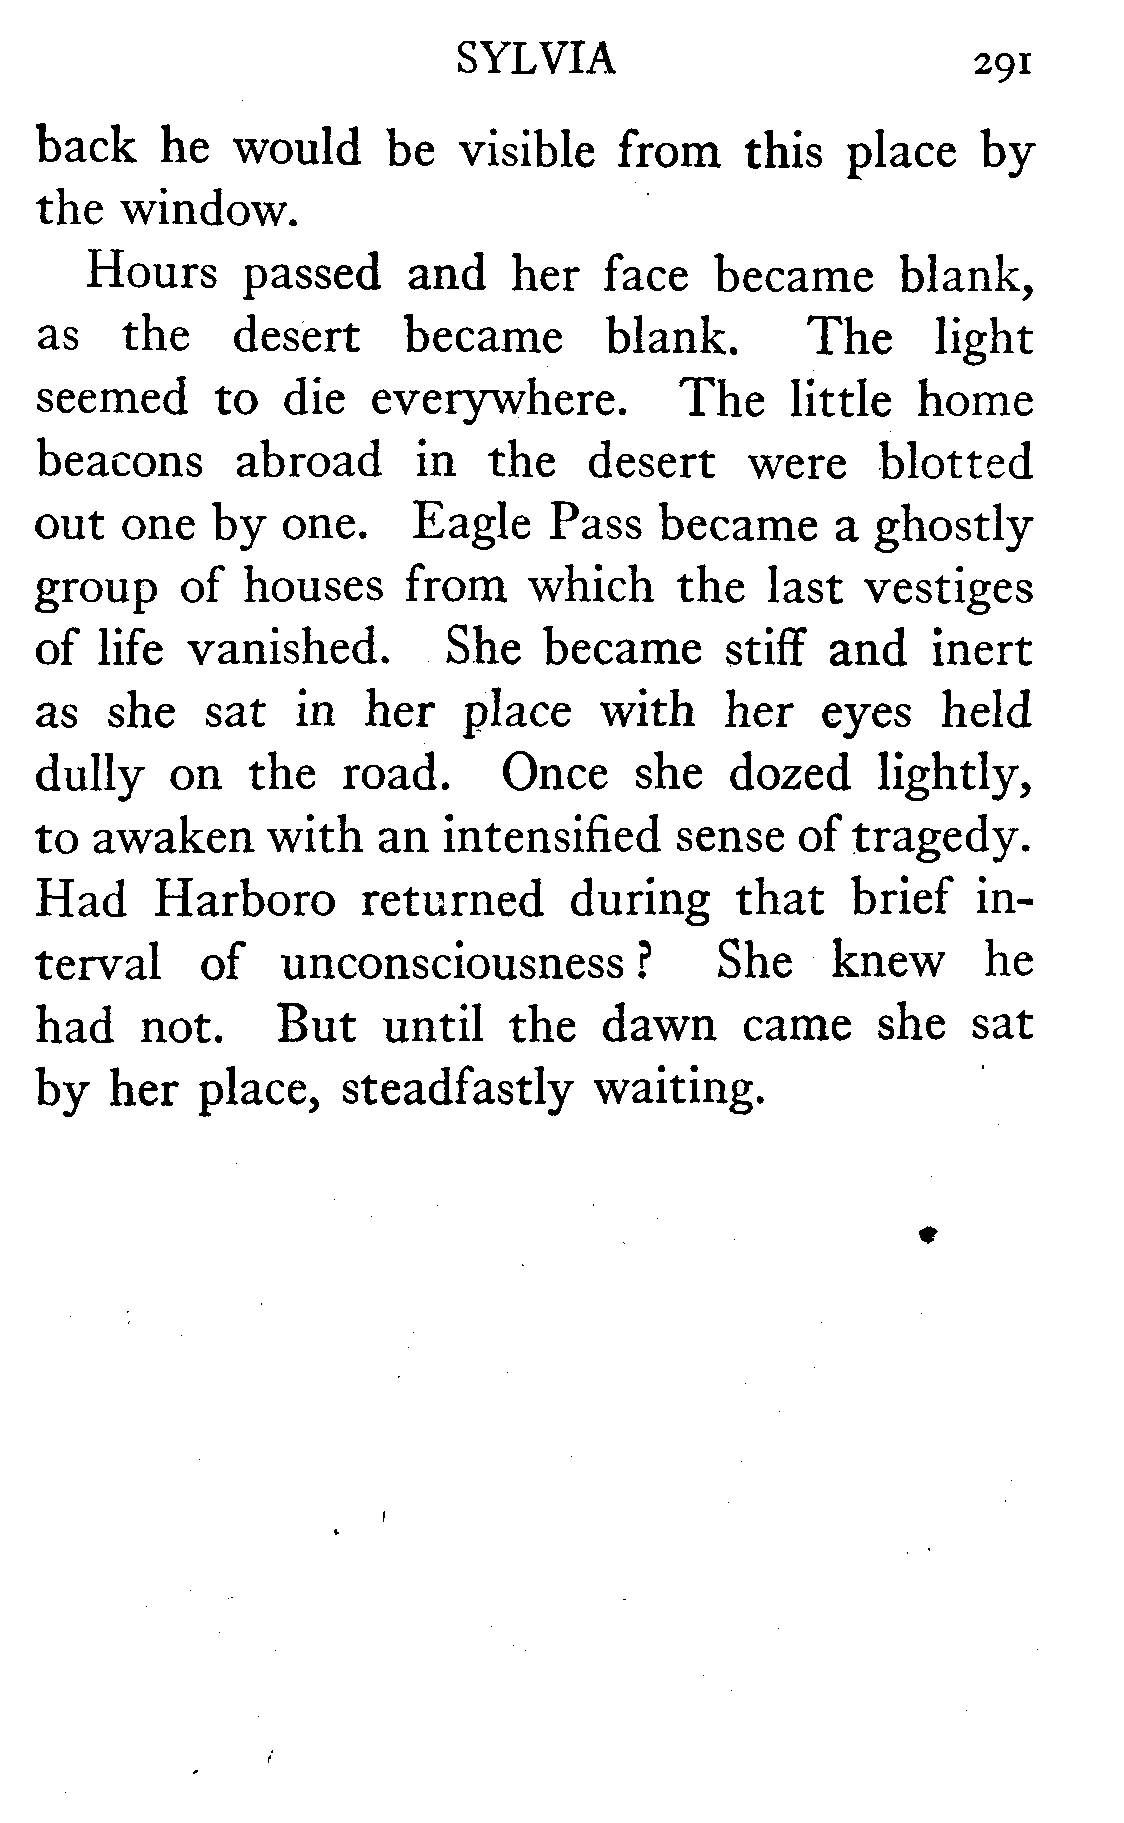 SYLVIA 291
back he would be visible from this place by
the window.
Hours passed and her face became blank,
as the desert became blank. The light
seemed to die everywhere. The little home
beacons abroad in the desert were blotted
out one by one. Eagle Pass became a ghostly
group of houses from which the last vestiges
of life vanished. She became stiff and inert
as she sat in her place with her eyes held
dully on the road. Once she dozed lightly,
to awaken with an intensified sense of tragedy.
Had Harboro returned during that brief in-
terval of unconsciousness? She knew he
had not. But until the dawn came she sat
by her place, steadfastly waiting.